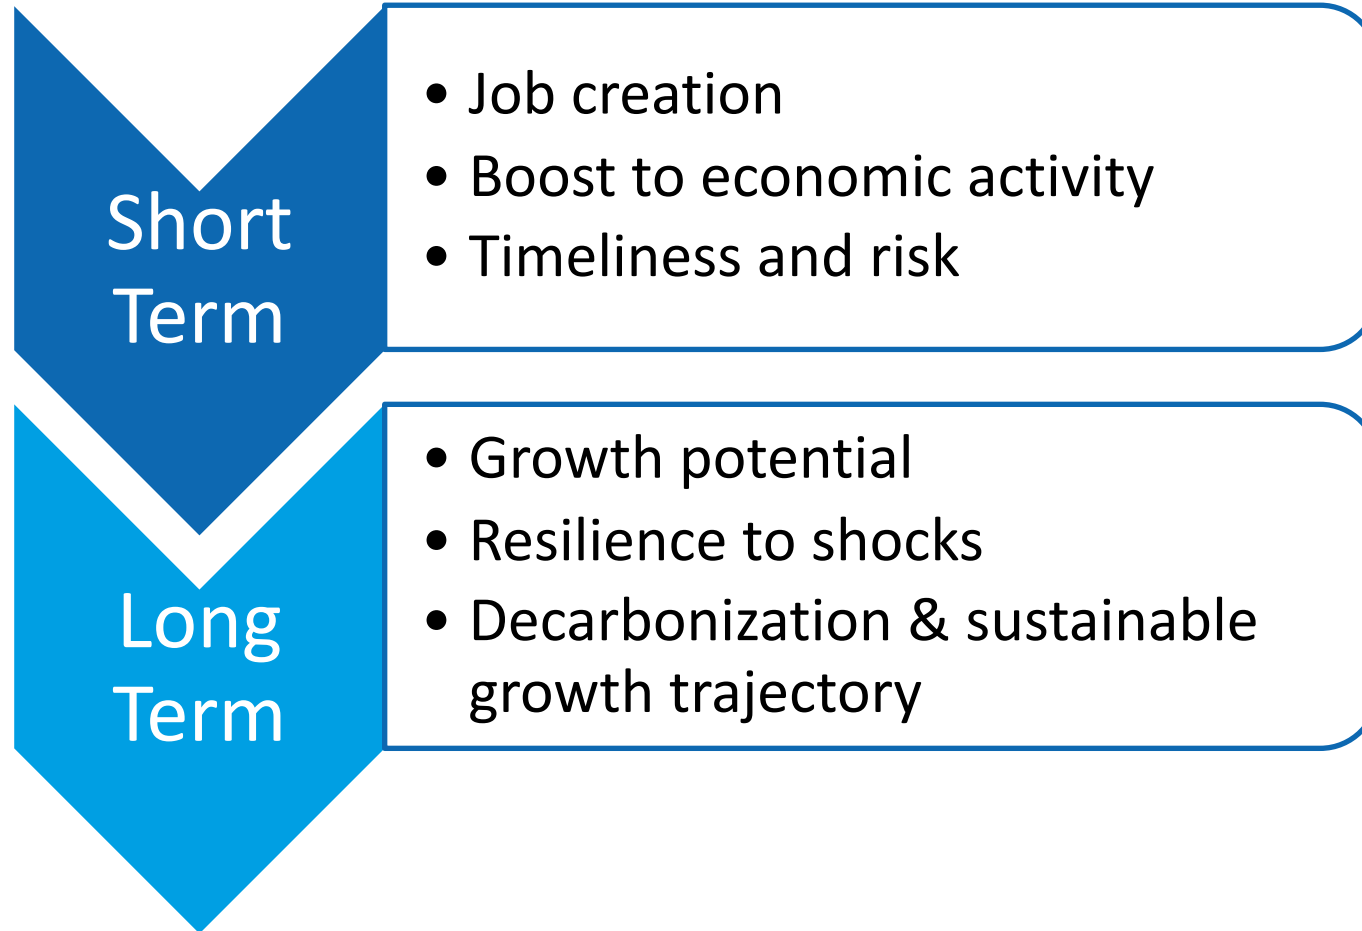 Short
Term
• Job creation
• Boost to economic activity
• Timeliness and risk
Long
Term
• Growth potential
• Resilience to shocks
• Decarbonization & sustainable
growth trajectory